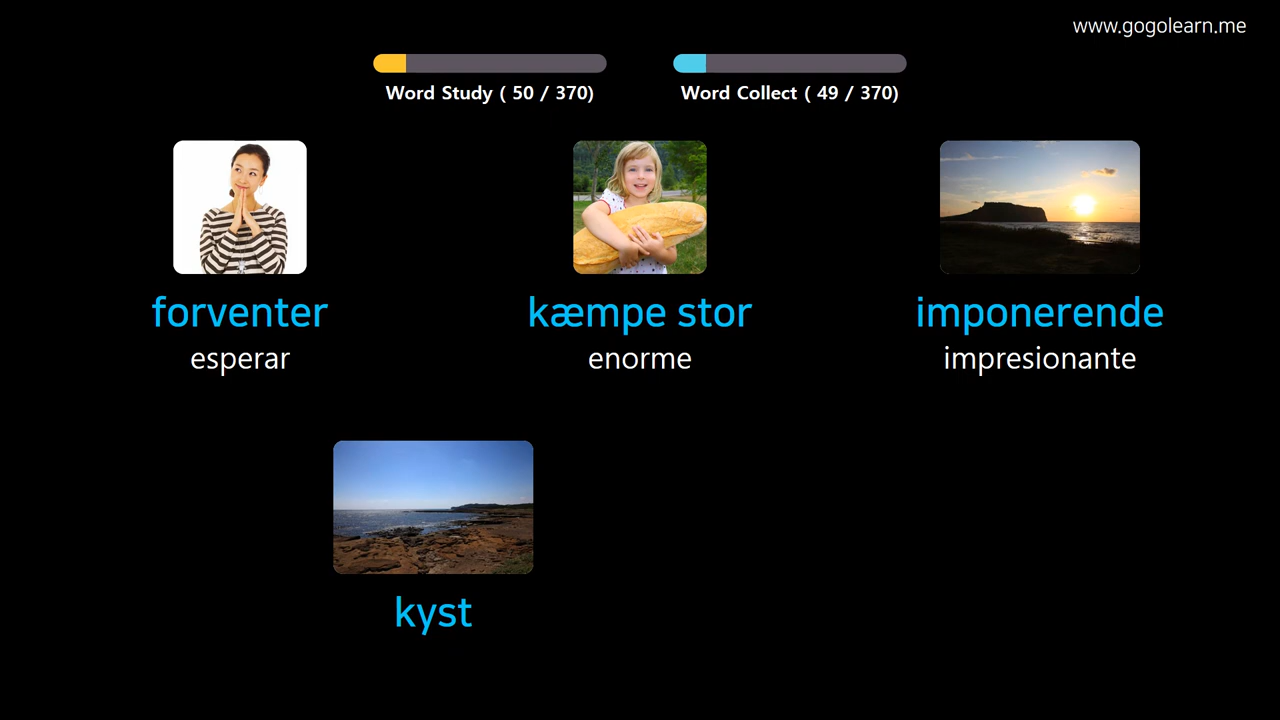 www.gogolearn.me
Word Study ( 50 / 370)
Word Collect ( 49 / 370)
forventer
esperar
kæmpe stor
enorme
imponerende
impresionante
kyst